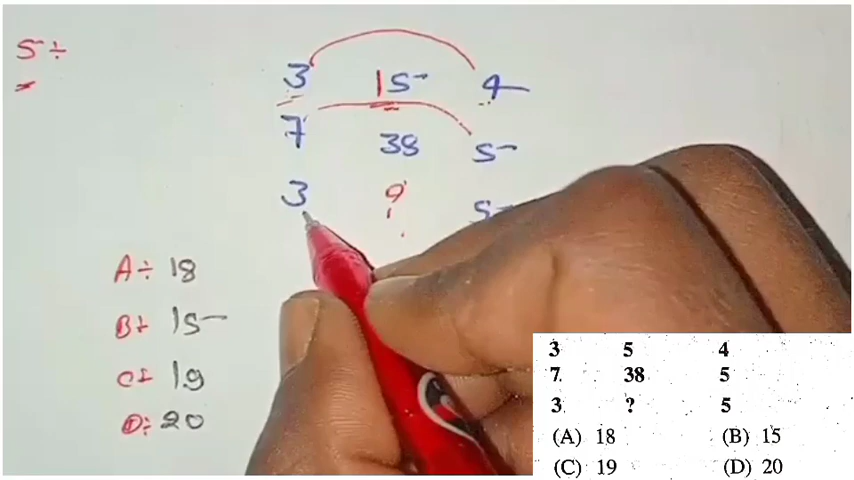 5 ÷
3 15 4
7 38 5
3 ? 5
A ÷ 18
B ÷ 15
C ÷ 19
D ÷ 20
3 5 4
7 38 5
3 ? 5
(A) 18 (B) 15
(C) 19 (D) 20